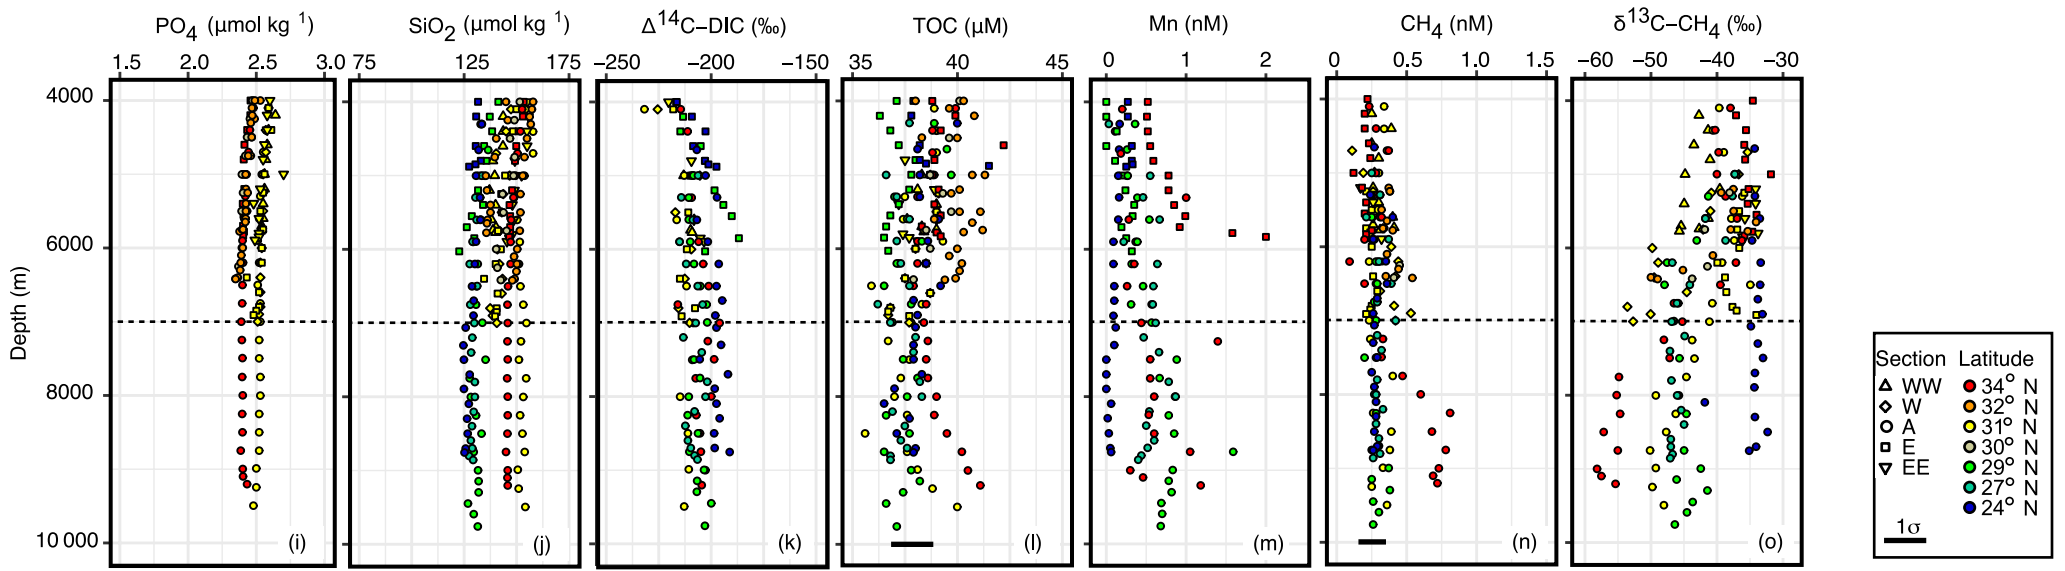 PO₄ (μmol kg⁻¹) SiO₂ (μmol kg⁻¹) Δ¹⁴C–DIC (‰) TOC (μM) Mn (nM) CH₄ (nM) δ¹³C–CH₄ (‰)
1.5 2.0 2.5 3.0 75 125 175 −250 −200 −150 35 40 45 0 1 2 0 0.5 1 1.5 −60 −50 −40 −30
4000
6000
Depth (m)
8000
10 000
(i) (j) (k) (l) (m) (n) (o)
Section Latitude
WW 34° N
W 32° N
A 31° N
E 30° N
EE 29° N
27° N
24° N
1σ